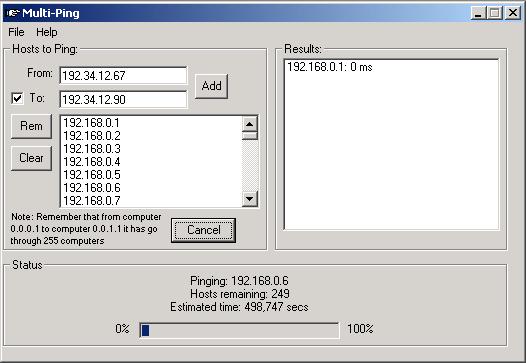 Multi-Ping
File Help
Hosts to Ping:
From: 192.34.12.67
Add
To: 192.34.12.90
Rem
Clear
192.168.0.1
192.168.0.2
192.168.0.3
192.168.0.4
192.168.0.5
192.168.0.6
192.168.0.7
Note: Remember that from computer
0.0.0.1 to computer 0.0.1.1 it has go
through 255 computers
Cancel
Results:
192.168.0.1: 0 ms
Status
Pinging: 192.168.0.6
Hosts remaining: 249
Estimated time: 498,747 secs
0% 100%